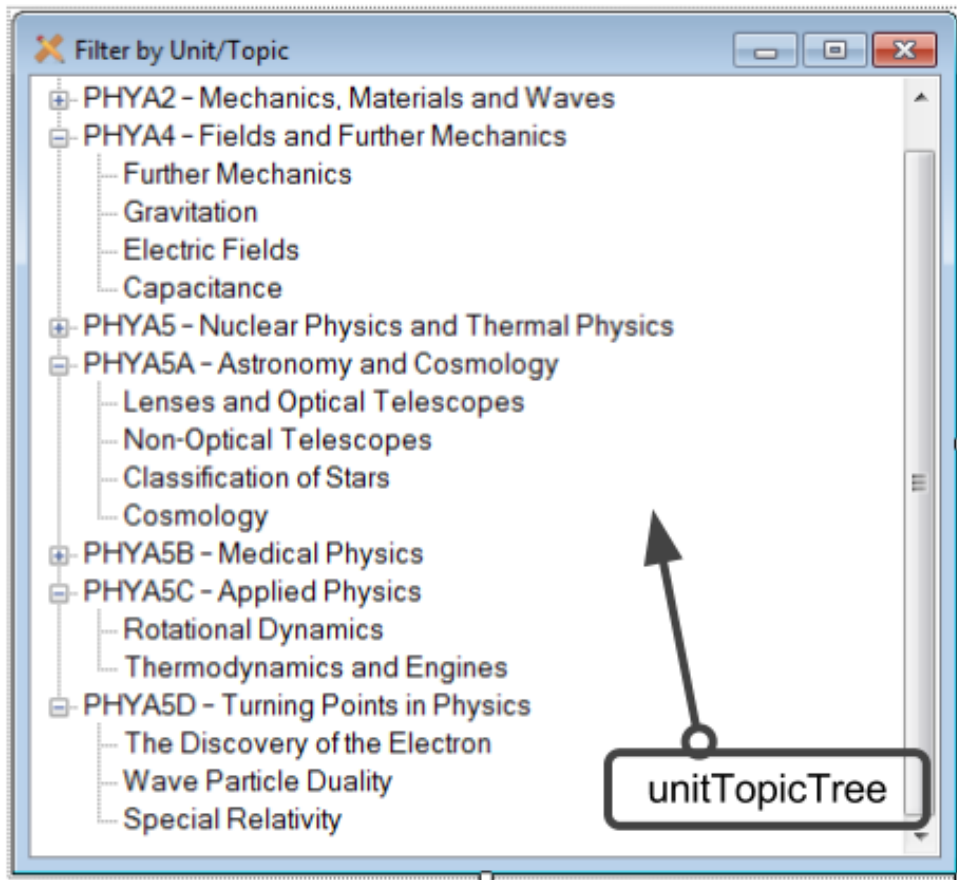 Filter by Unit/Topic
PHYA2 - Mechanics, Materials and Waves
PHYA4 - Fields and Further Mechanics
Further Mechanics
Gravitation
Electric Fields
Capacitance
PHYA5 - Nuclear Physics and Thermal Physics
PHYA5A - Astronomy and Cosmology
Lenses and Optical Telescopes
Non-Optical Telescopes
Classification of Stars
Cosmology
PHYA5B - Medical Physics
PHYA5C - Applied Physics
Rotational Dynamics
Thermodynamics and Engines
PHYA5D - Turning Points in Physics
The Discovery of the Electron
Wave Particle Duality
unitTopicTree
Special Relativity